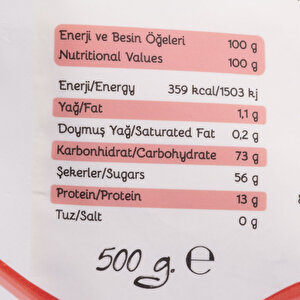 Enerji ve Besin Öğeleri 100 g
Nutritional Values 100 g
Enerji/Energy 359 kcal/1503 kj
Yağ/Fat 1,1 g
Doymuş Yağ/Saturated Fat 0,2 g
Karbonhidrat/Carbohydrate 73 g
Şekerler/Sugars 56 g
Protein/Protein 13 g
Tuz/Salt 0 g
500 g. ℮